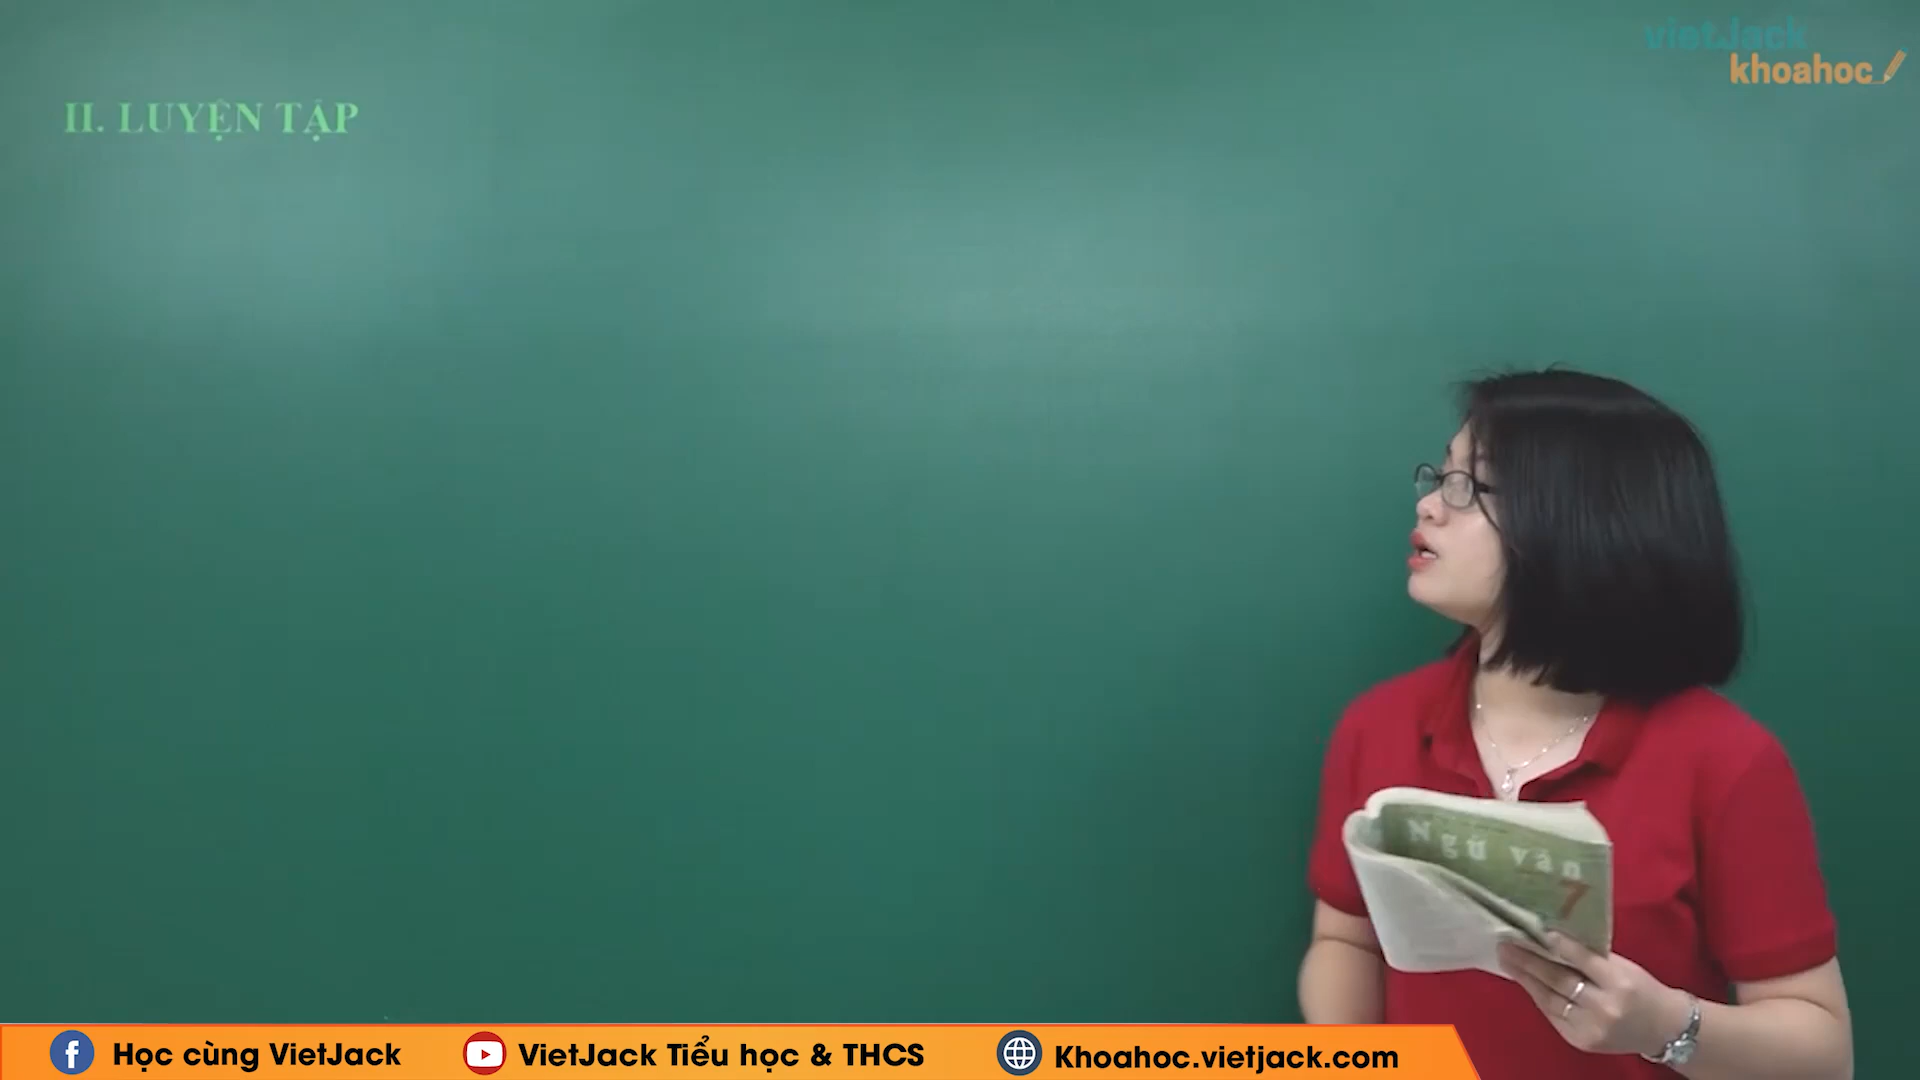 vietJack
khoahoc
II. LUYỆN TẬP
Ngữ văn
7
Học cùng VietJack
VietJack Tiểu học & THCS
Khoahoc.vietjack.com